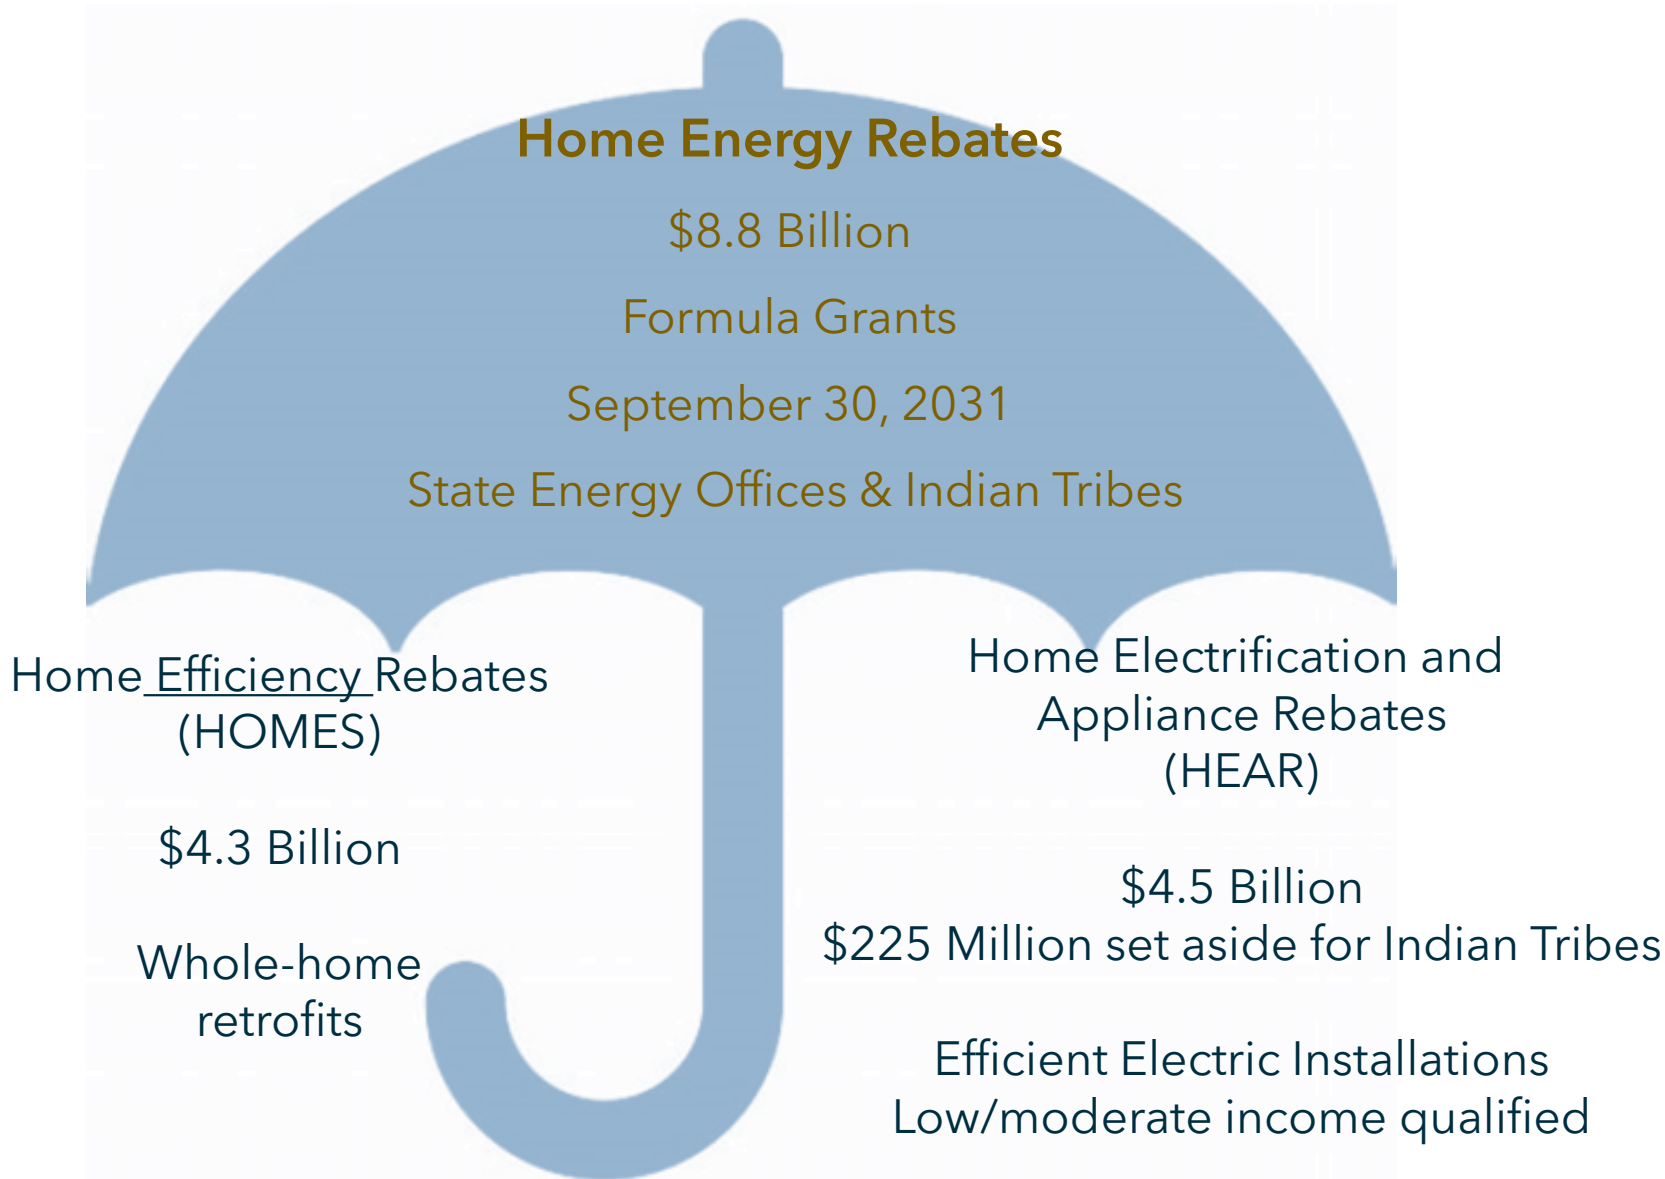 Home Energy Rebates
$8.8 Billion
Formula Grants
September 30, 2031
State Energy Offices & Indian Tribes
Home Efficiency Rebates
(HOMES)
$4.3 Billion
Whole-home
retrofits
Home Electrification and
Appliance Rebates
(HEAR)
$4.5 Billion
$225 Million set aside for Indian Tribes
Efficient Electric Installations
Low/moderate income qualified